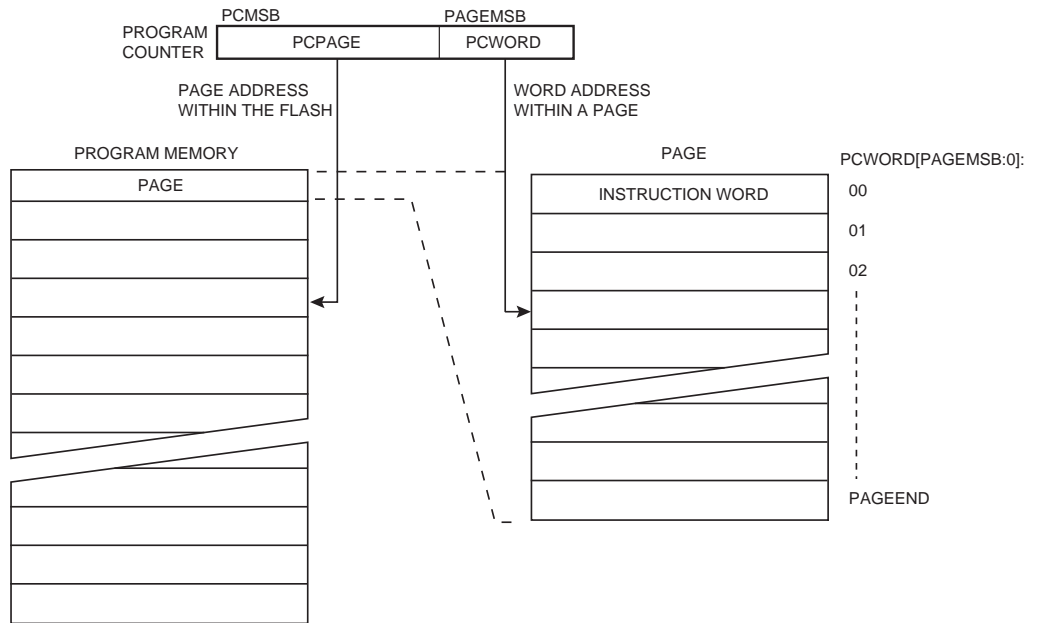 PCMSB
PAGEMSB
PROGRAM
COUNTER
PCPAGE
PCWORD
PAGE ADDRESS
WITHIN THE FLASH
WORD ADDRESS
WITHIN A PAGE
PROGRAM MEMORY
PAGE
PAGE
INSTRUCTION WORD
PCWORD[PAGEMSB:0]:
00
01
02
PAGEEND